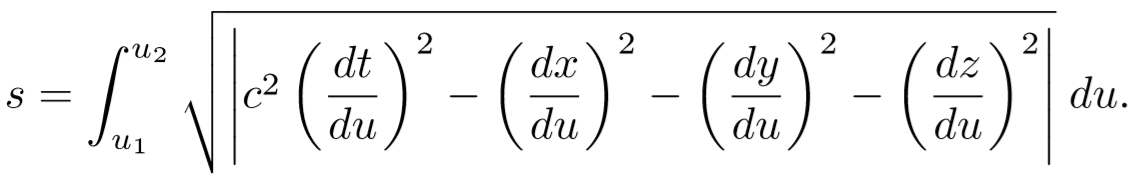 s = \int_{u_1}^{u_2} \sqrt{\left| c^2 \left( \frac{dt}{du} \right)^2 - \left( \frac{dx}{du} \right)^2 - \left( \frac{dy}{du} \right)^2 - \left( \frac{dz}{du} \right)^2 \right|} \, du.